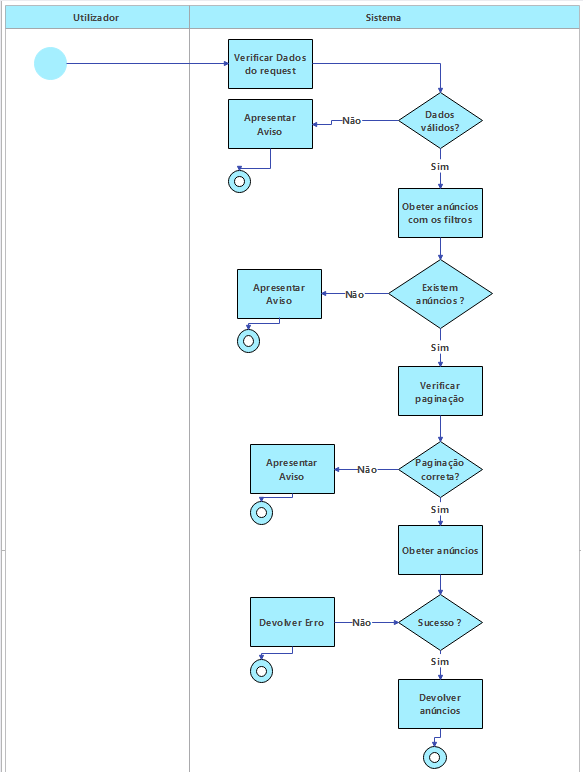 Utilizador
Sistema
Verificar Dados
do request
Dados
válidos?
Não
Apresentar
Aviso
Sim
Obeter anúncios
com os filtros
Existem
anúncios ?
Não
Apresentar
Aviso
Sim
Verificar
paginação
Paginação
correta?
Não
Apresentar
Aviso
Sim
Obeter anúncios
Sucesso ?
Não
Devolver Erro
Sim
Devolver
anúncios